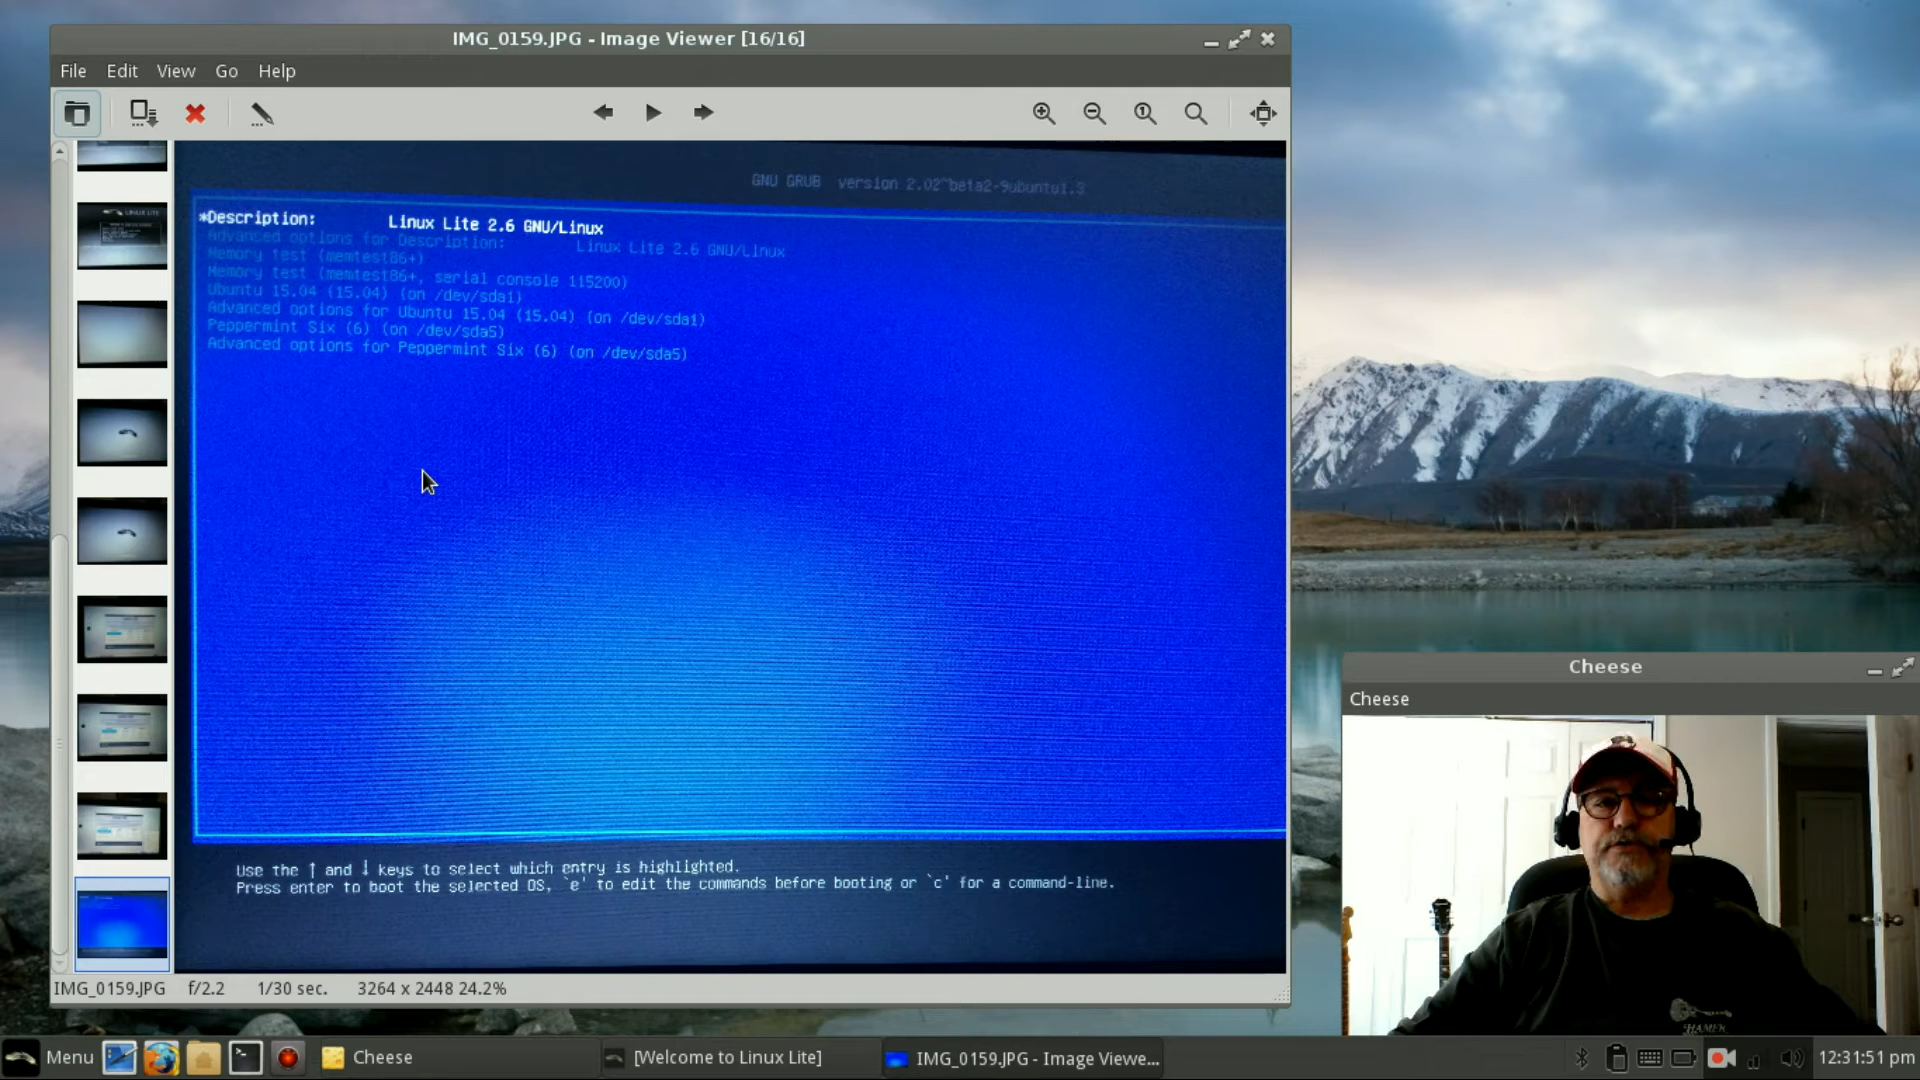 IMG_0159.JPG - Image Viewer [16/16]
File Edit View Go Help
GNU GRUB version 2.02~beta2-9ubuntu1.3
*Description: Linux Lite 2.6 GNU/Linux
Advanced options for Description: Linux Lite 2.6 GNU/Linux
Memory test (memtest86+)
Memory test (memtest86+, serial console 115200)
Ubuntu 15.04 (15.04) (on /dev/sda1)
Advanced options for Ubuntu 15.04 (15.04) (on /dev/sda1)
Peppermint Six (6) (on /dev/sda5)
Advanced options for Peppermint Six (6) (on /dev/sda5)
Use the ↑ and ↓ keys to select which entry is highlighted.
Press enter to boot the selected OS, `e' to edit the commands before booting or `c' for a command-line.
IMG_0159.JPG f/2.2 1/30 sec. 3264 x 2448 24.2%
Cheese
Cheese
HAMER
Menu Cheese [Welcome to Linux Lite] IMG_0159.JPG - Image Viewe... 12:31:51 pm